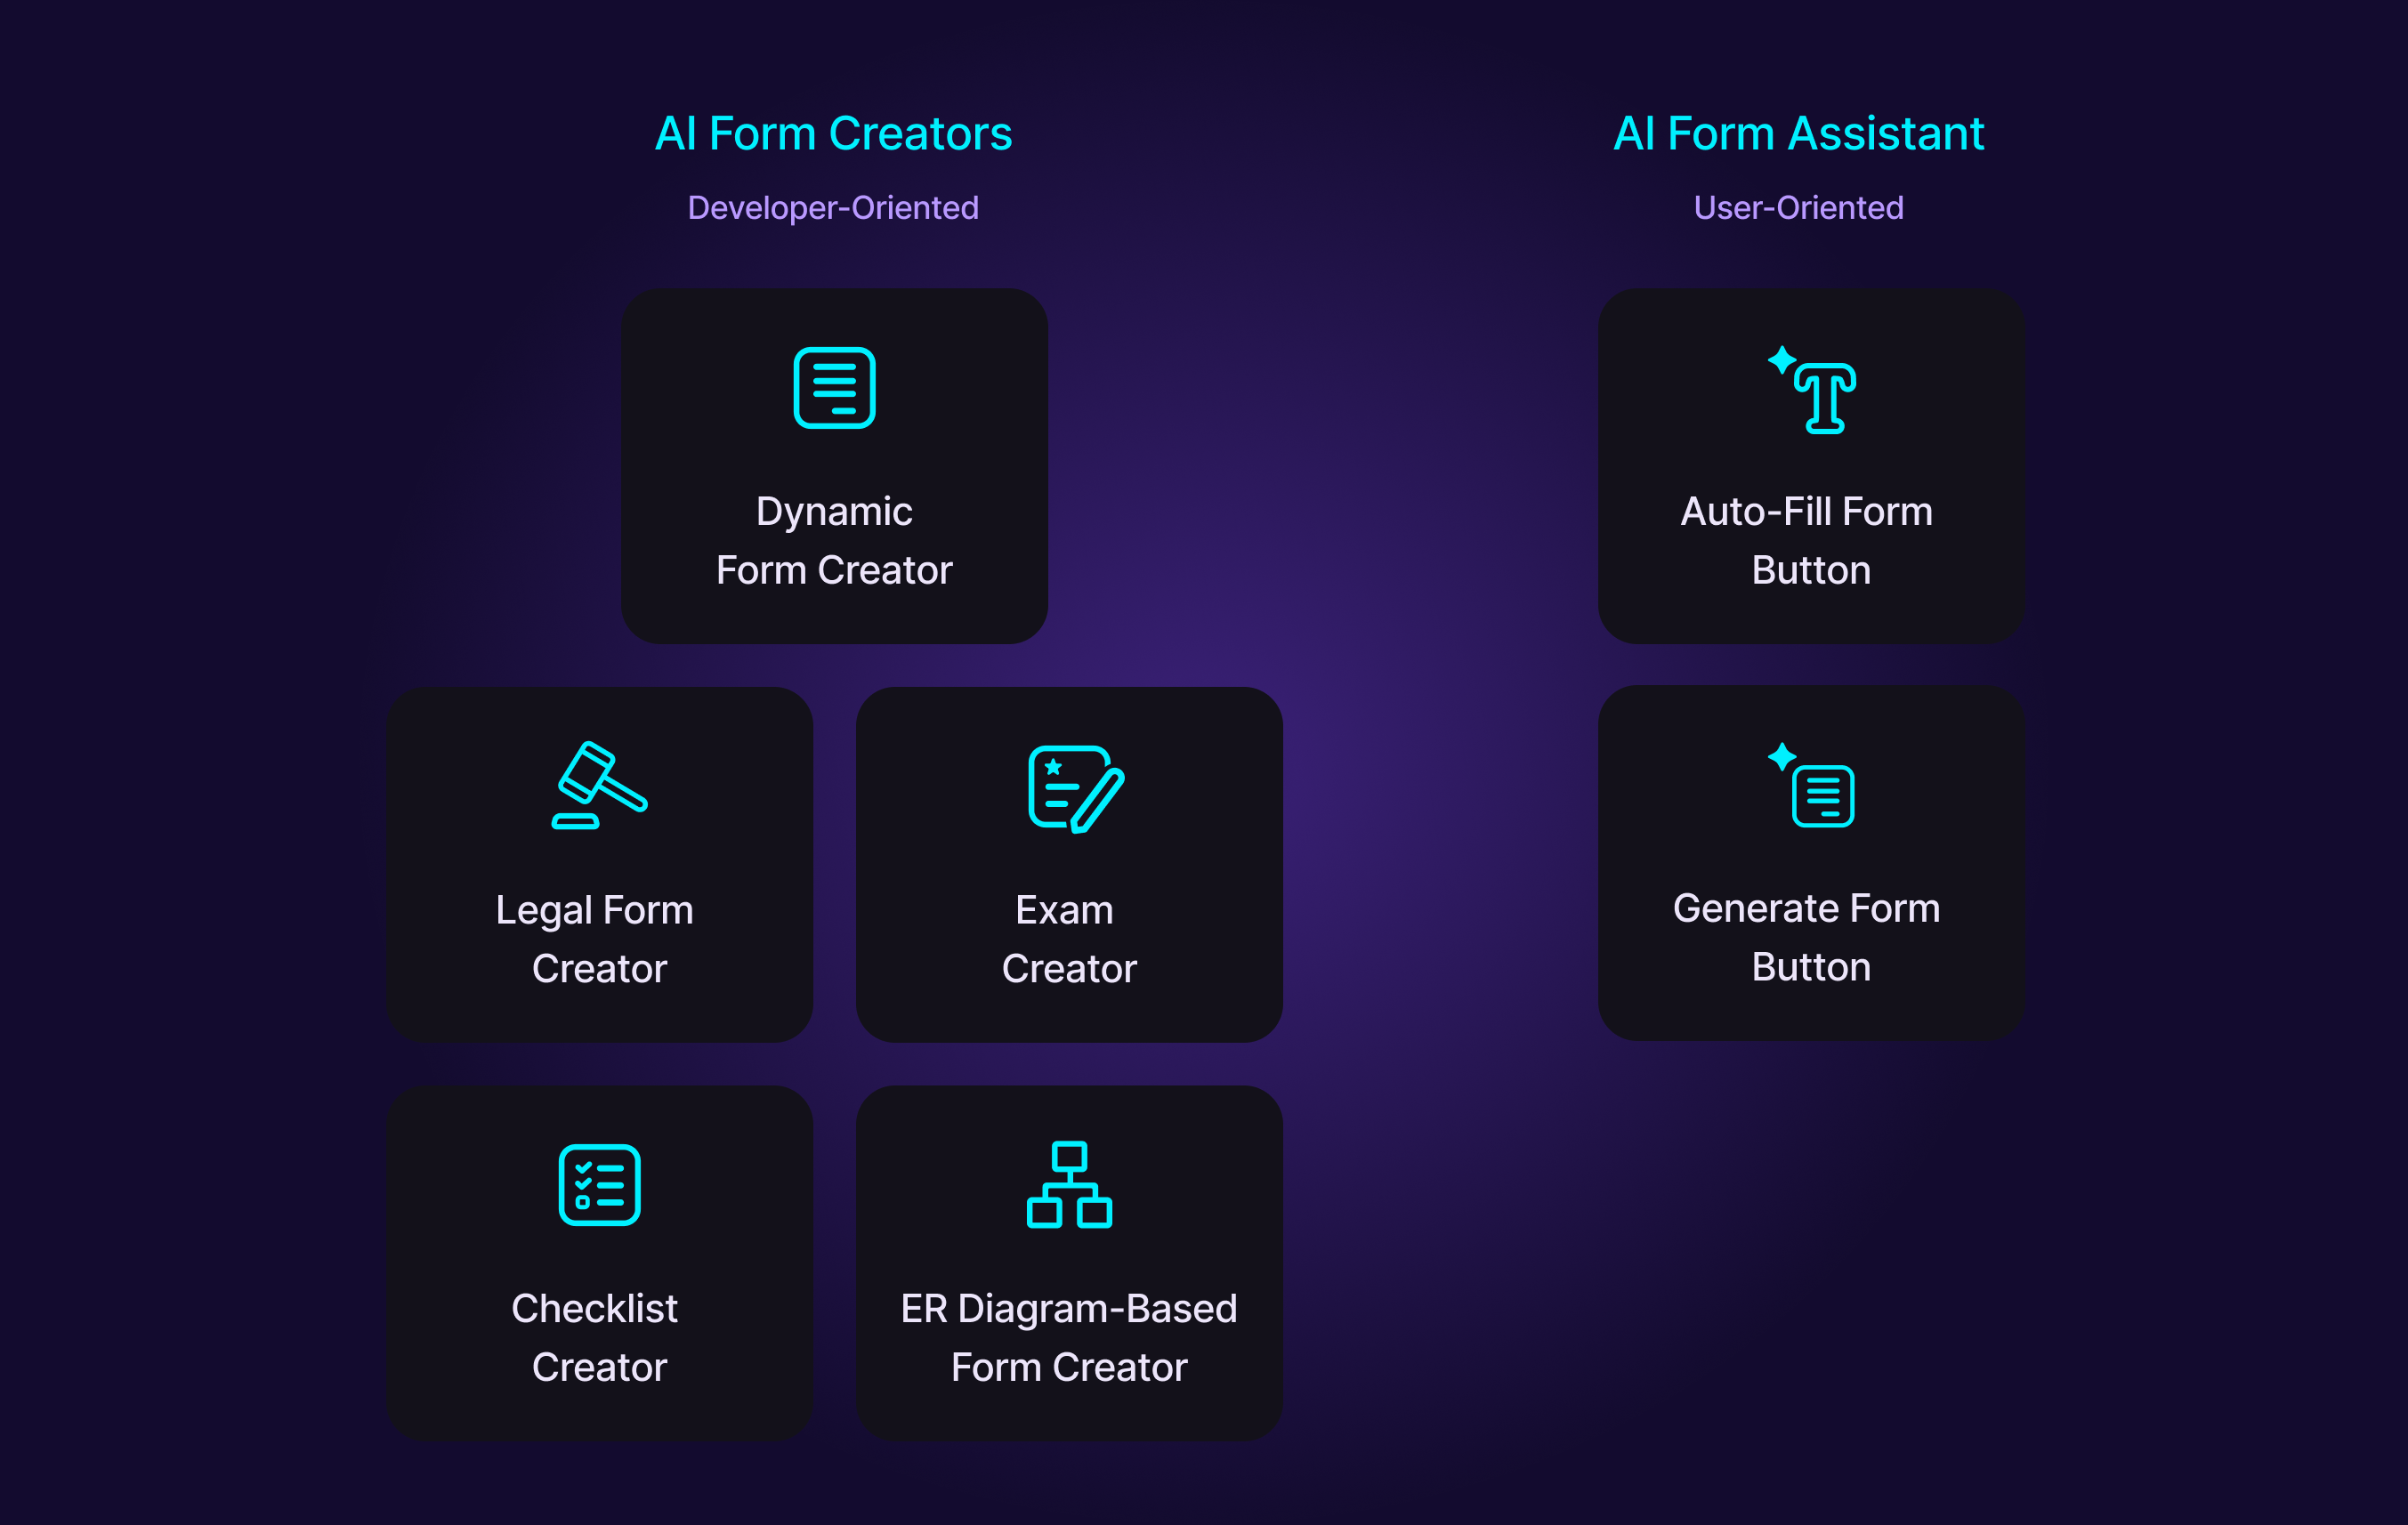 AI Form Creators
Developer-Oriented
Dynamic
Form Creator
Legal Form
Creator
Exam
Creator
Checklist
Creator
ER Diagram-Based
Form Creator
AI Form Assistant
User-Oriented
Auto-Fill Form
Button
Generate Form
Button